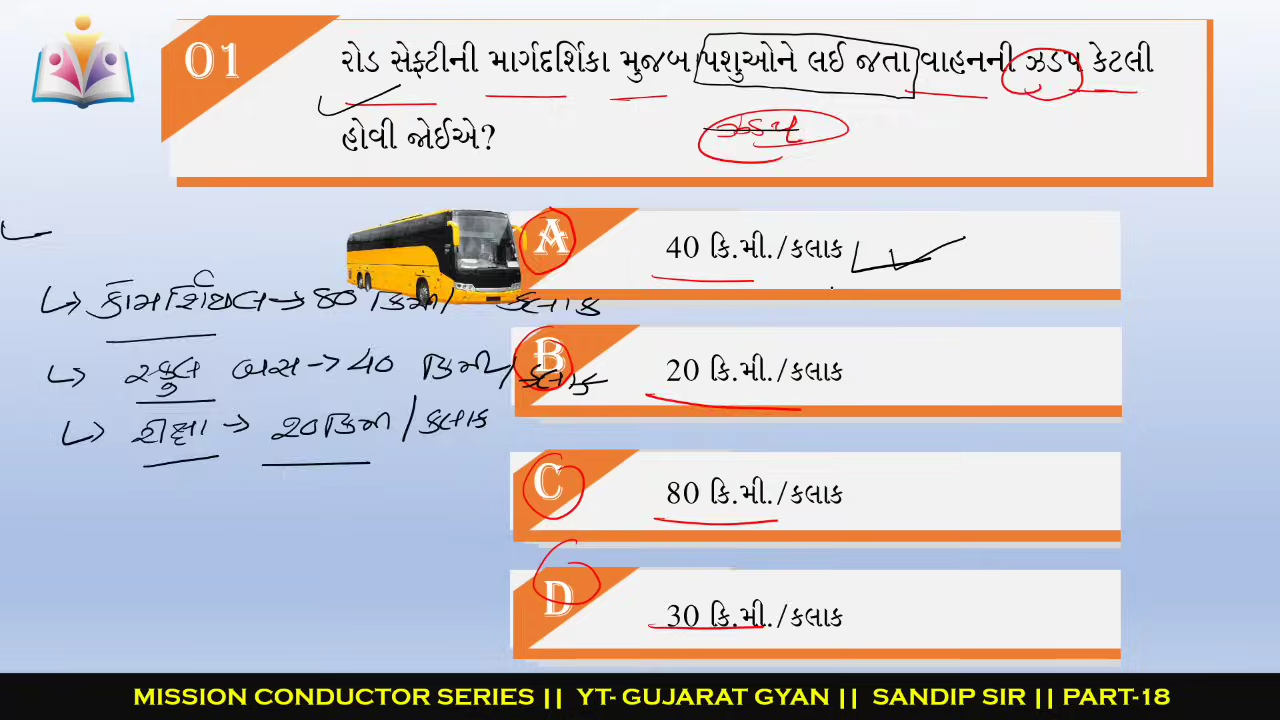 01
રોડ સેફ્ટીની માર્ગદર્શિકા મુજબ પશુઓને લઈ જતા વાહનની ઝડપ કેટલી
હોવી જોઈએ?
ઝડપ
A
40 કિ.મી./કલાક
કોમર્શિયલ → 80 કિમી/ કલાક
B
20 કિ.મી./કલાક
સ્કુલ બસ → 40 કિમી/કલાક
રીક્ષા → 20 કિમી/કલાક
C
80 કિ.મી./કલાક
D
30 કિ.મી./કલાક
MISSION CONDUCTOR SERIES || YT- GUJARAT GYAN || SANDIP SIR || PART-18